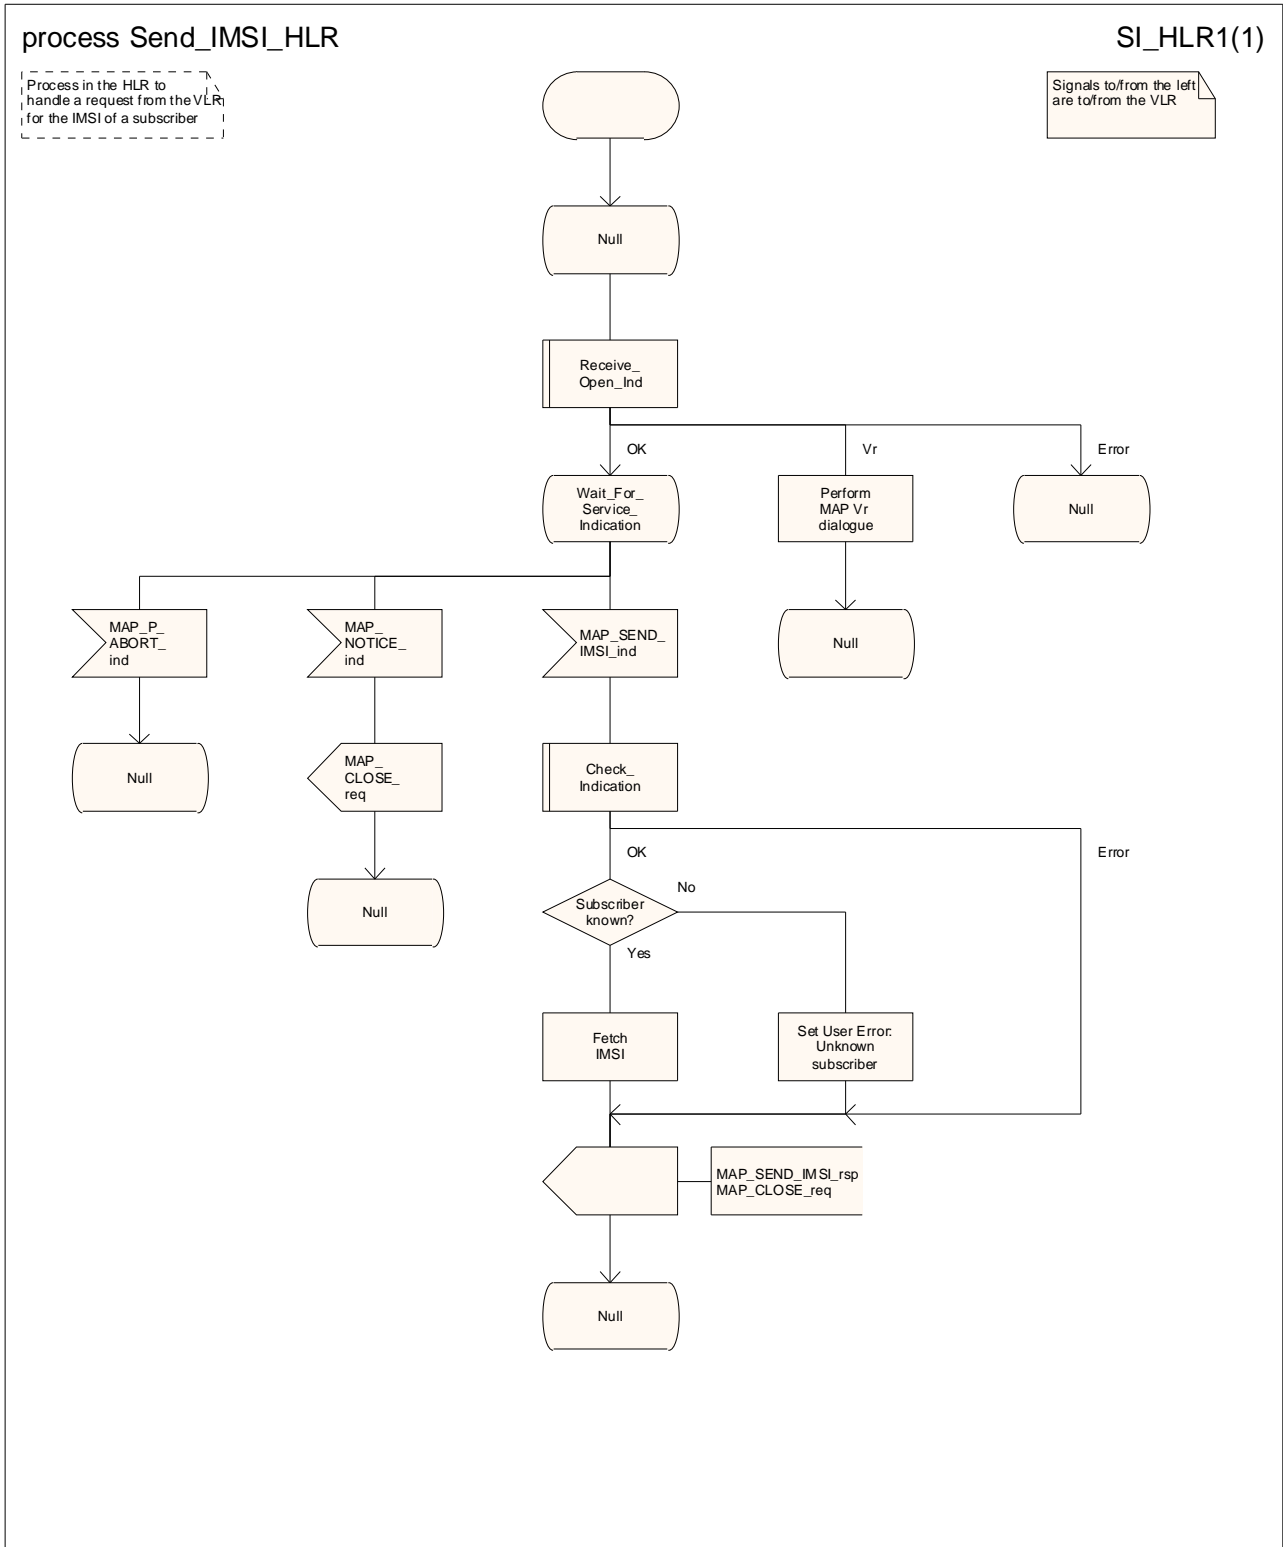 process Send_IMSI_HLR
SI_HLR1(1)
Process in the HLR to
handle a request from the VLR
for the IMSI of a subscriber
Signals to/from the left
are to/from the VLR
Null
Receive_
Open_Ind
OK
Vr
Error
Wait_For_
Service_
Indication
Perform
MAP Vr
dialogue
Null
MAP_P_
ABORT_
ind
MAP_
NOTICE_
ind
MAP_SEND_
IMSI_ind
Null
Null
MAP_
CLOSE_
req
Check_
Indication
OK
Error
Null
Subscriber
known?
No
Yes
Fetch
IMSI
Set User Error:
Unknown
subscriber
MAP_SEND_IMSI_rsp
MAP_CLOSE_req
Null